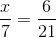 x/7 = 6/21